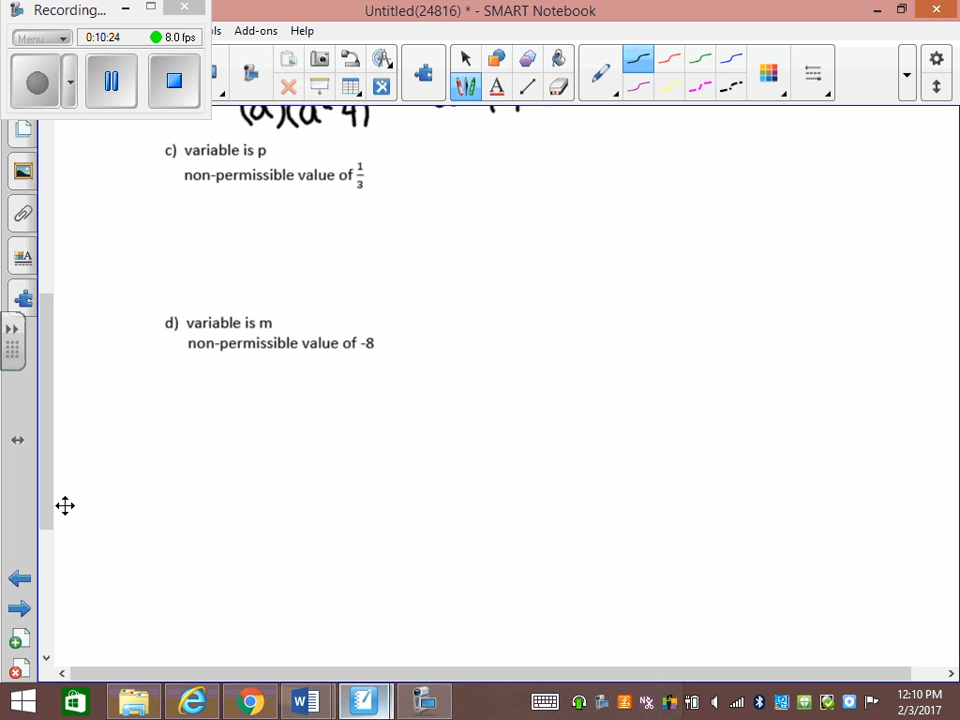 Recording...
Untitled(24816) * - SMART Notebook
Menu
0:10:24
8.0 fps
ols Add-ons Help
(a)(a-4)
c) variable is p
non-permissible value of 1/3
d) variable is m
non-permissible value of -8
12:10 PM
2/3/2017